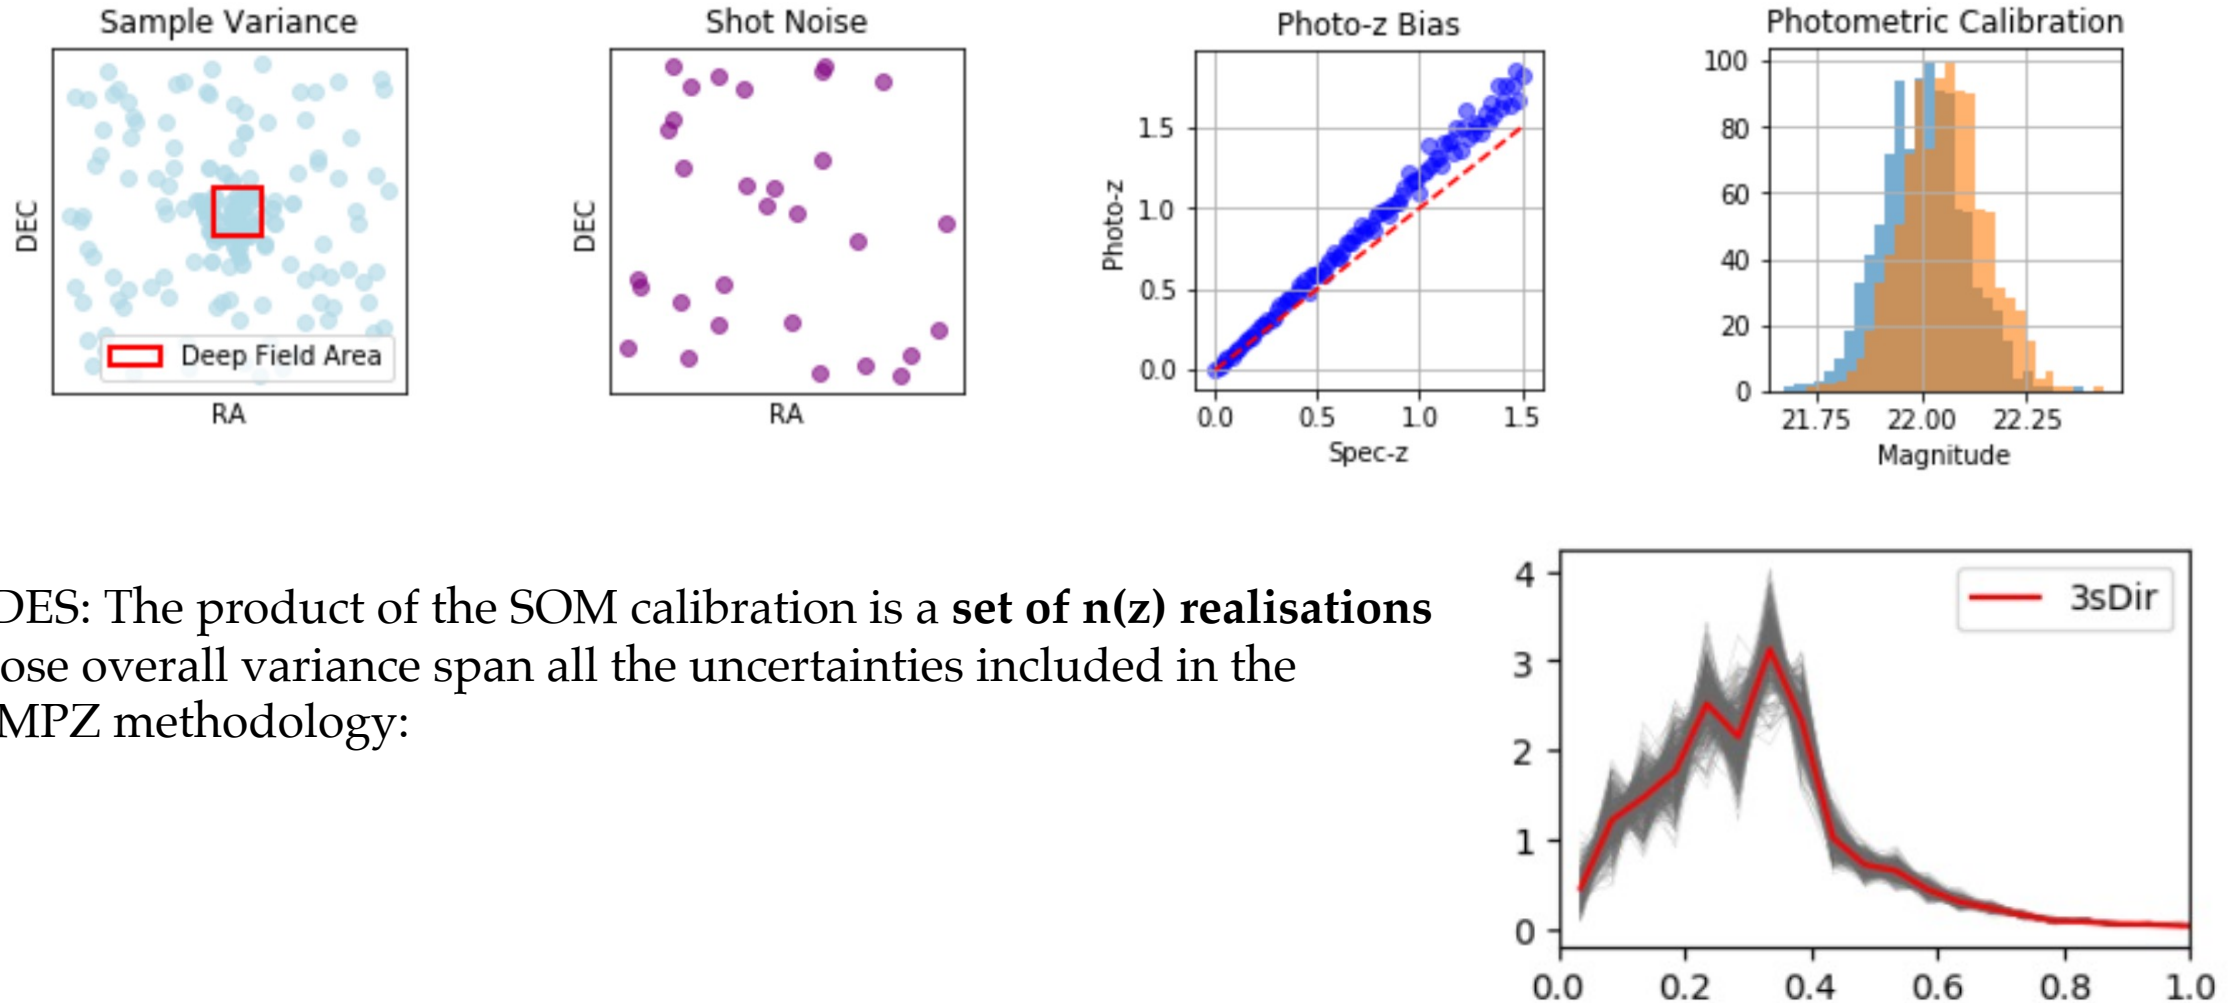 Sample Variance
DEC
Deep Field Area
RA
Shot Noise
DEC
RA
Photo-z Bias
Photo-z
1.5
1.0
0.5
0.0
0.0 0.5 1.0 1.5
Spec-z
Photometric Calibration
100
80
60
40
20
0
21.75 22.00 22.25
Magnitude
DES: The product of the SOM calibration is a set of n(z) realisations
ose overall variance span all the uncertainties included in the
MPZ methodology:
3sDir
4
3
2
1
0
0.0 0.2 0.4 0.6 0.8 1.0